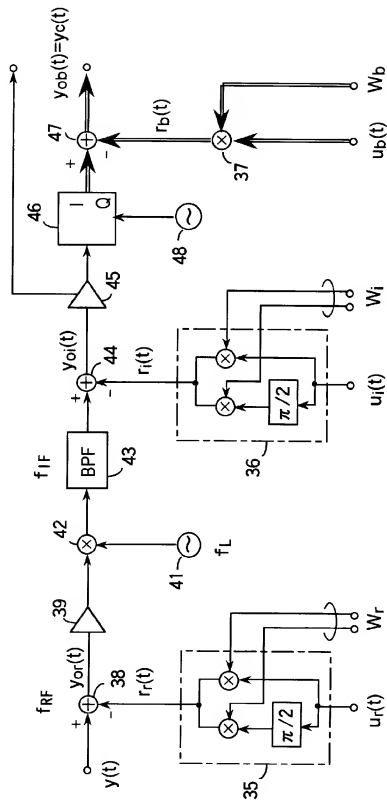 y(t)
+
-
38
fRF
yor(t)
39
rr(t)
35
π/2
ur(t)
Wr
42
41
fL
fIF
BPF
43
+
-
44
yoi(t)
ri(t)
36
π/2
ui(t)
Wi
45
46
I
Q
48
+
-
47
yob(t)=yc(t)
rb(t)
37
ub(t)
Wb